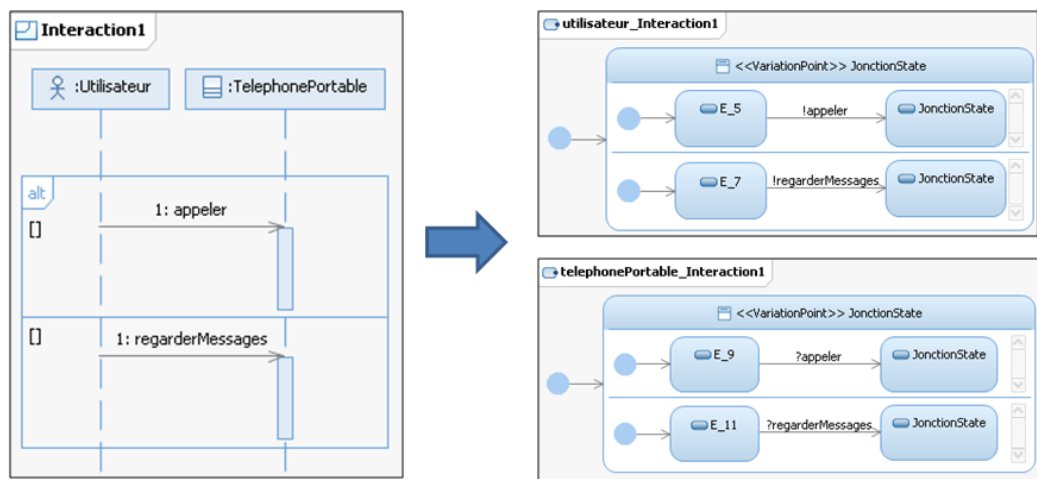 Interaction1
:Utilisateur
:TelephonePortable
alt
[]
1: appeler
[]
1: regarderMessages
utilisateur_Interaction1
<<VariationPoint>> JonctionState
E_5
!appeler
JonctionState
E_7
!regarderMessages
JonctionState
telephonePortable_Interaction1
<<VariationPoint>> JonctionState
E_9
?appeler
JonctionState
E_11
?regarderMessages
JonctionState